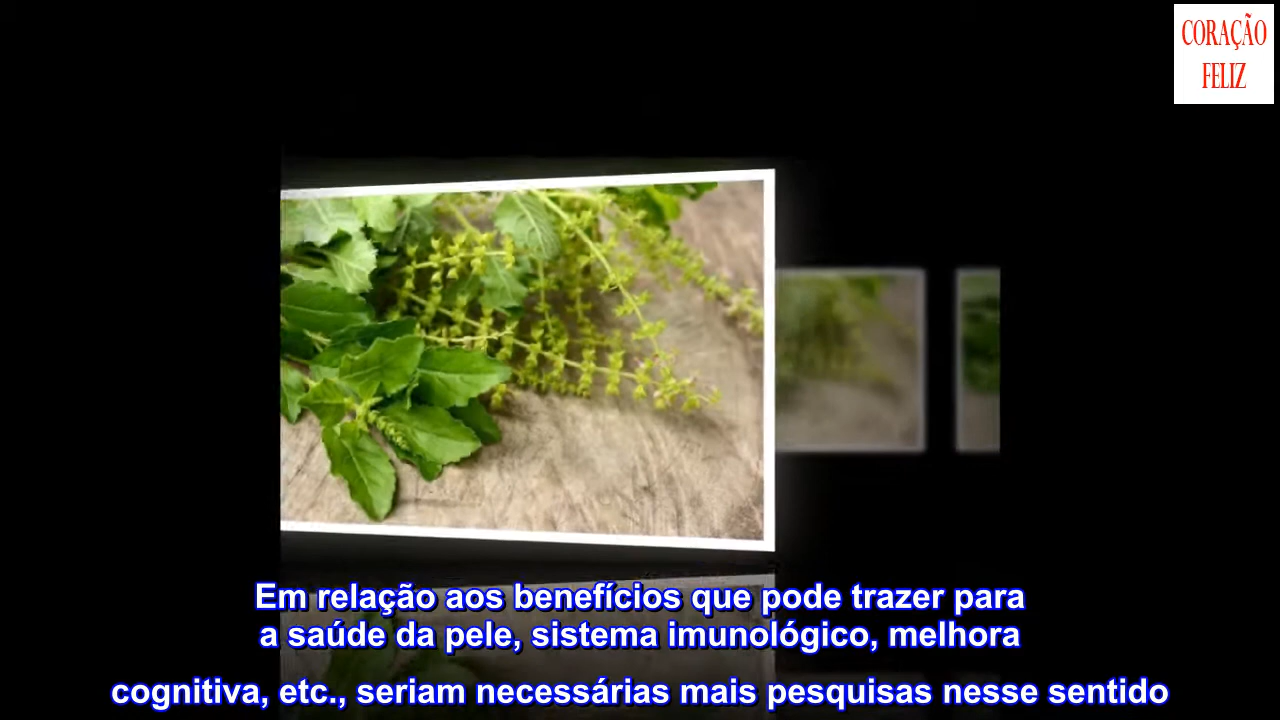 CORAÇÃO
FELIZ
Em relação aos benefícios que pode trazer para
a saúde da pele, sistema imunológico, melhora
cognitiva, etc., seriam necessárias mais pesquisas nesse sentido